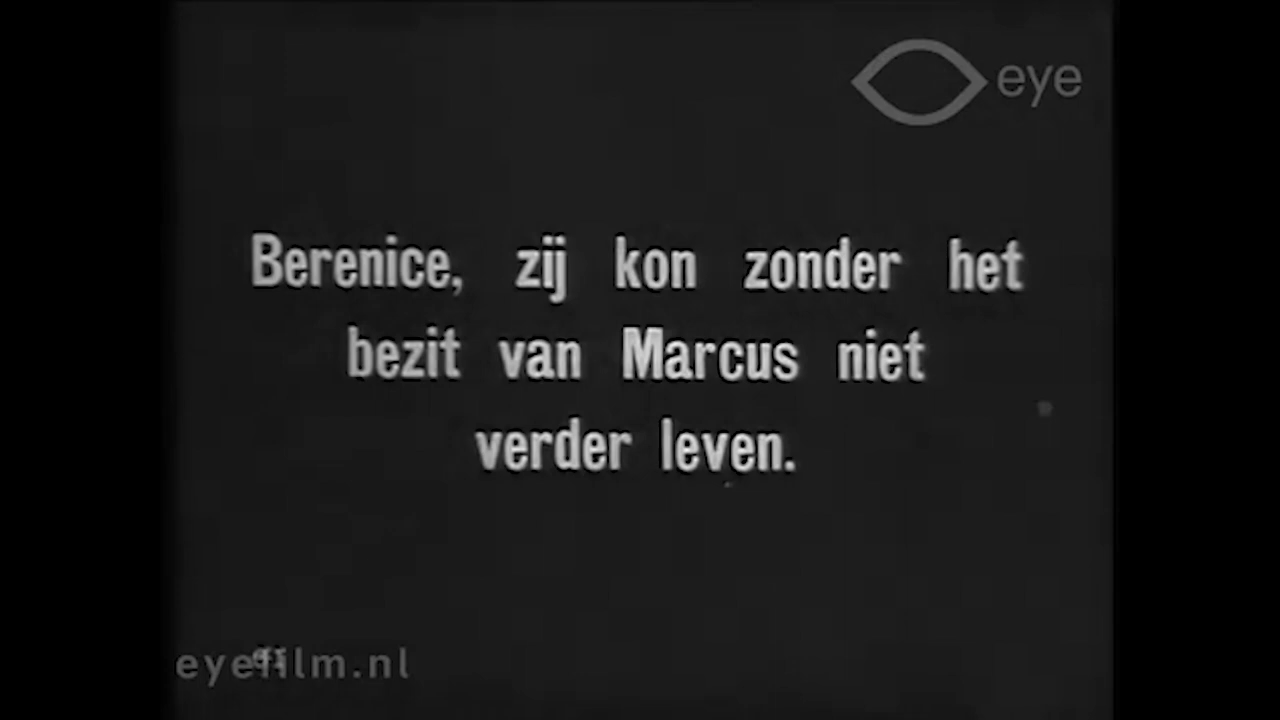 eye
Berenice, zij kon zonder het
bezit van Marcus niet
verder leven.
eyefilm.nl